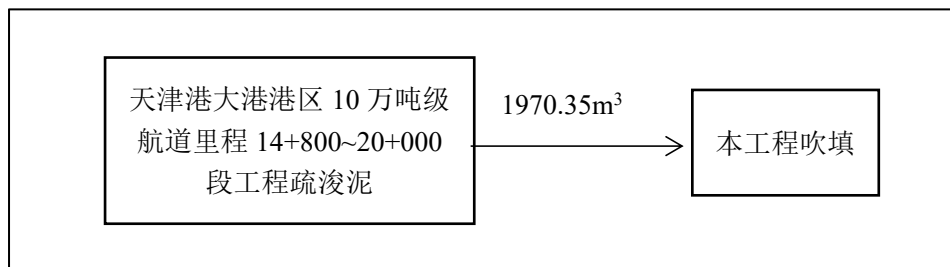 天津港大港港区 10 万吨级
航道里程 14+800~20+000
段工程疏浚泥
1970.35m³
本工程吹填